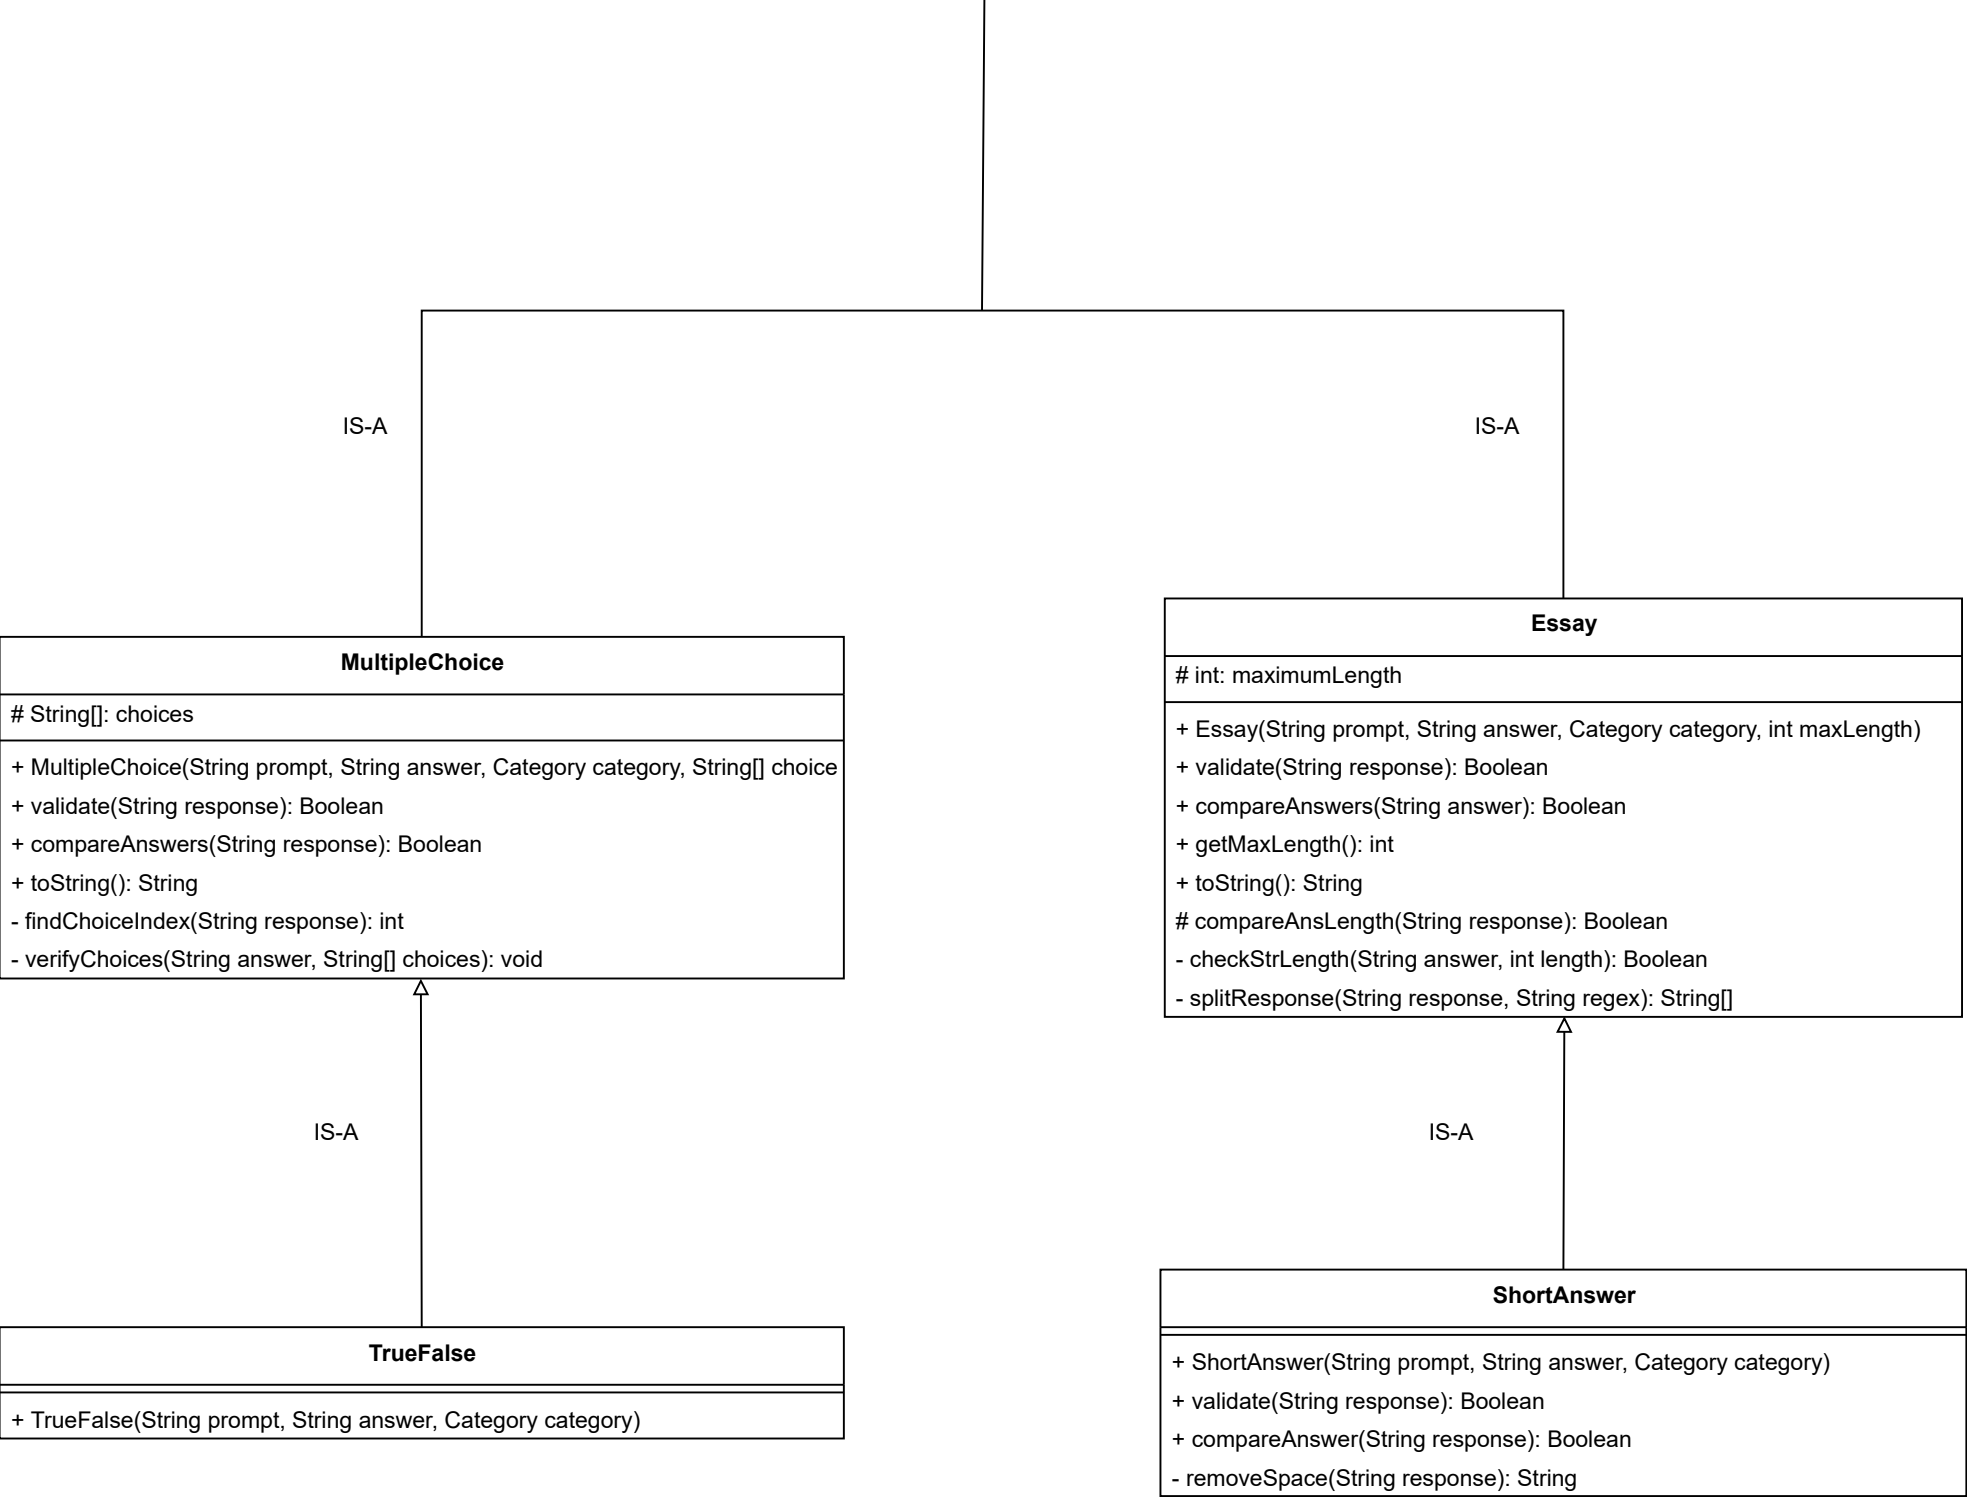 IS-A
IS-A
MultipleChoice
# String[]: choices
+ MultipleChoice(String prompt, String answer, Category category, String[] choice
+ validate(String response): Boolean
+ compareAnswers(String response): Boolean
+ toString(): String
- findChoiceIndex(String response): int
- verifyChoices(String answer, String[] choices): void
Essay
# int: maximumLength
+ Essay(String prompt, String answer, Category category, int maxLength)
+ validate(String response): Boolean
+ compareAnswers(String answer): Boolean
+ getMaxLength(): int
+ toString(): String
# compareAnsLength(String response): Boolean
- checkStrLength(String answer, int length): Boolean
- splitResponse(String response, String regex): String[]
IS-A
IS-A
TrueFalse
+ TrueFalse(String prompt, String answer, Category category)
ShortAnswer
+ ShortAnswer(String prompt, String answer, Category category)
+ validate(String response): Boolean
+ compareAnswer(String response): Boolean
- removeSpace(String response): String